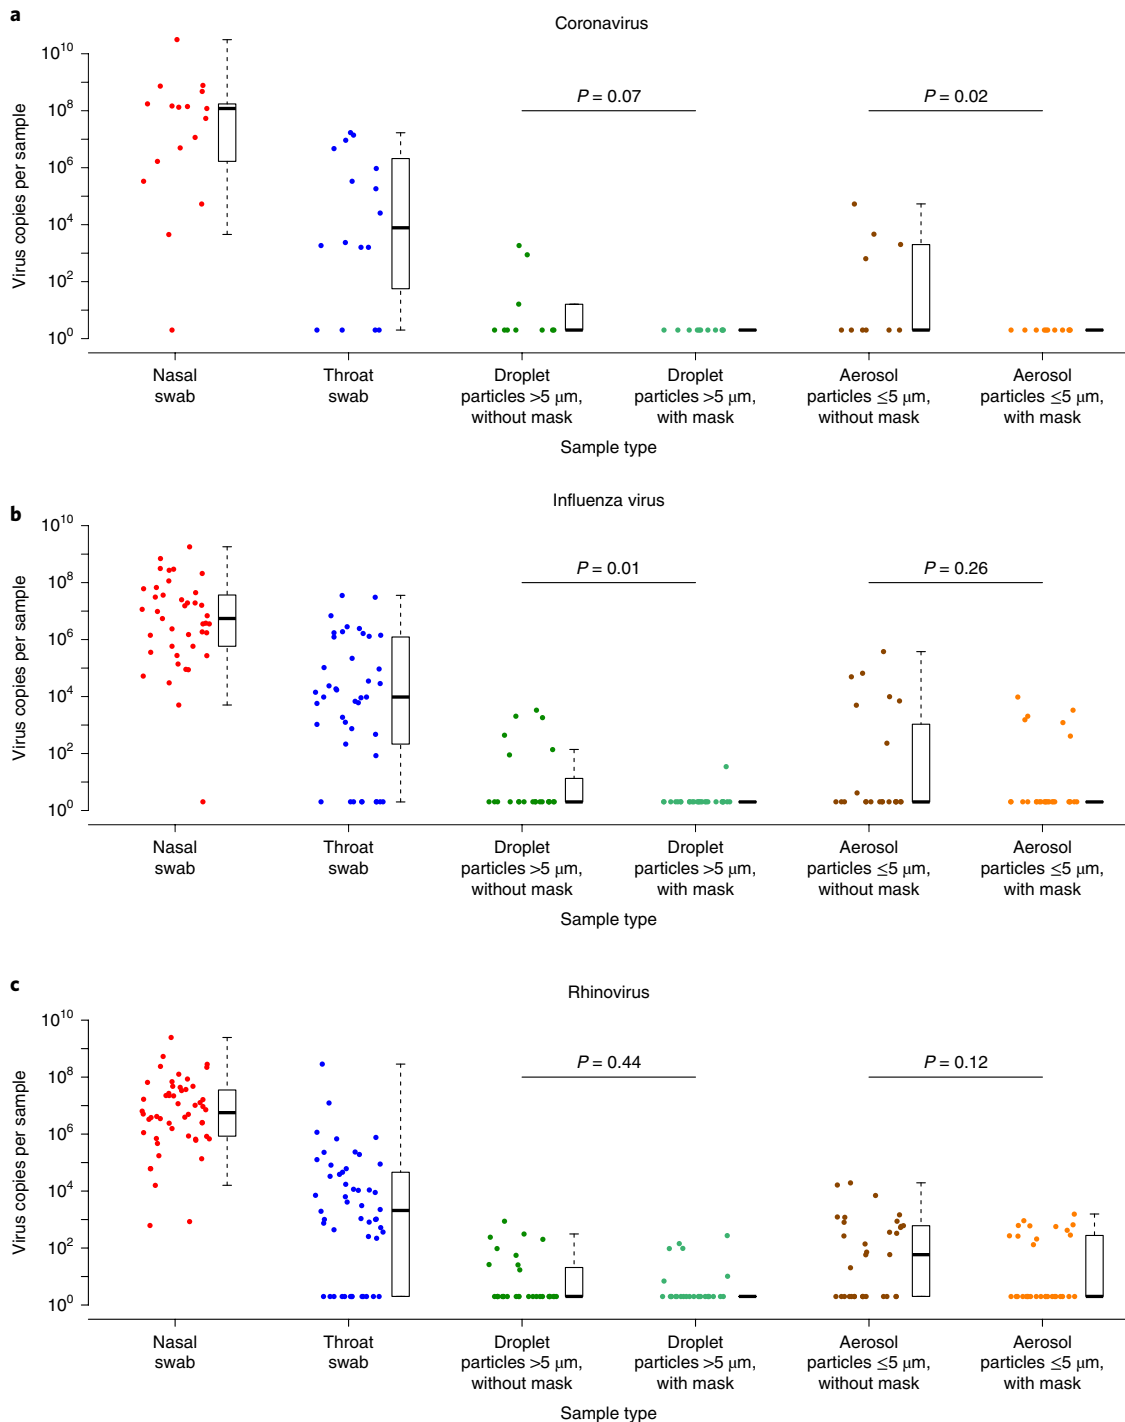 a
Coronavirus
Virus copies per sample
10^10
10^8
10^6
10^4
10^2
10^0
P = 0.07
P = 0.02
Nasal
swab
Throat
swab
Droplet
particles >5 μm,
without mask
Droplet
particles >5 μm,
with mask
Aerosol
particles ≤5 μm,
without mask
Aerosol
particles ≤5 μm,
with mask
Sample type
b
Influenza virus
Virus copies per sample
10^10
10^8
10^6
10^4
10^2
10^0
P = 0.01
P = 0.26
Nasal
swab
Throat
swab
Droplet
particles >5 μm,
without mask
Droplet
particles >5 μm,
with mask
Aerosol
particles ≤5 μm,
without mask
Aerosol
particles ≤5 μm,
with mask
Sample type
c
Rhinovirus
Virus copies per sample
10^10
10^8
10^6
10^4
10^2
10^0
P = 0.44
P = 0.12
Nasal
swab
Throat
swab
Droplet
particles >5 μm,
without mask
Droplet
particles >5 μm,
with mask
Aerosol
particles ≤5 μm,
without mask
Aerosol
particles ≤5 μm,
with mask
Sample type